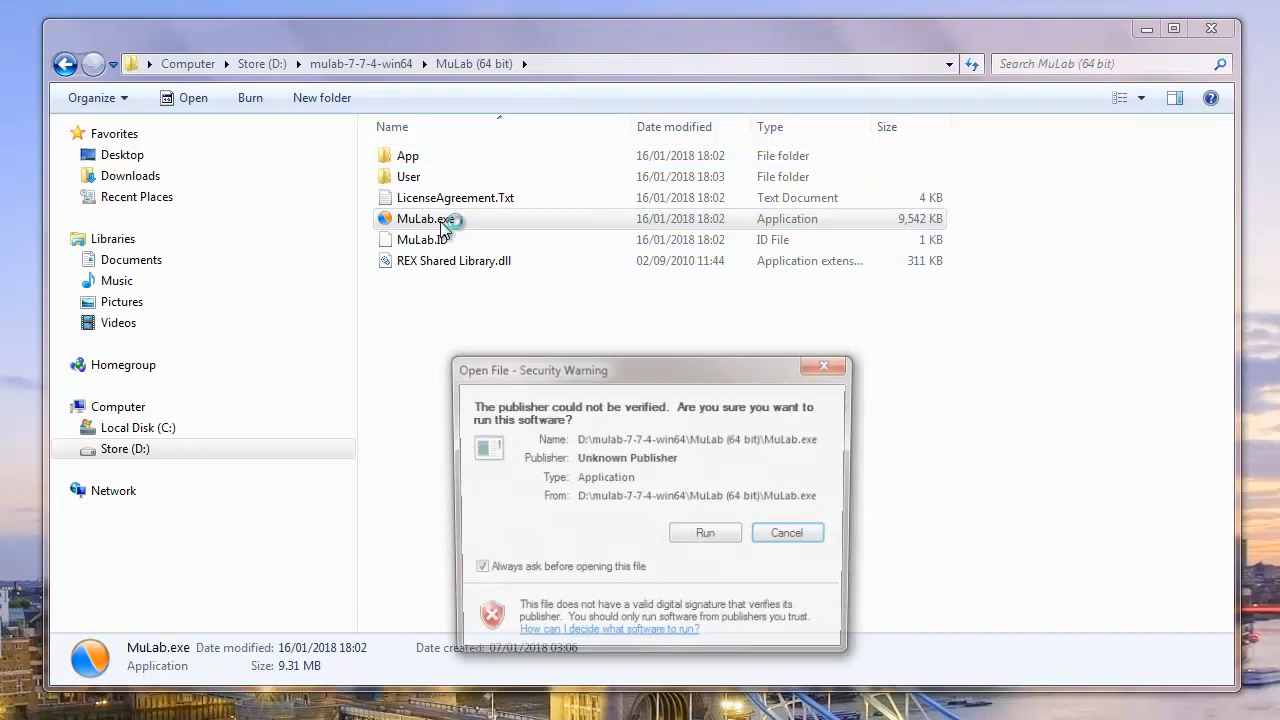 Computer
Store (D:)
mulab-7-7-4-win64
MuLab (64 bit)
Search MuLab (64 bit)
Organize
Open
Burn
New folder
Name
Date modified
Type
Size
Favorites
Desktop
Downloads
Recent Places
Libraries
Documents
Music
Pictures
Videos
Homegroup
Computer
Local Disk (C:)
Store (D:)
Network
App 16/01/2018 18:02 File folder
User 16/01/2018 18:03 File folder
LicenseAgreement.Txt 16/01/2018 18:02 Text Document 4 KB
MuLab.exe 16/01/2018 18:02 Application 9,542 KB
MuLab.ID 16/01/2018 18:02 ID File 1 KB
REX Shared Library.dll 02/09/2010 11:44 Application extens... 311 KB
Open File - Security Warning
The publisher could not be verified. Are you sure you want to
run this software?
Name: D:\mulab-7-7-4-win64\MuLab (64 bit)\MuLab.exe
Publisher: Unknown Publisher
Type: Application
From: D:\mulab-7-7-4-win64\MuLab (64 bit)\MuLab.exe
Run
Cancel
Always ask before opening this file
This file does not have a valid digital signature that verifies its
publisher. You should only run software from publishers you trust.
How can I decide what software to run?
MuLab.exe Date modified: 16/01/2018 18:02 Date created: 07/01/2018 03:06
Application Size: 9.31 MB